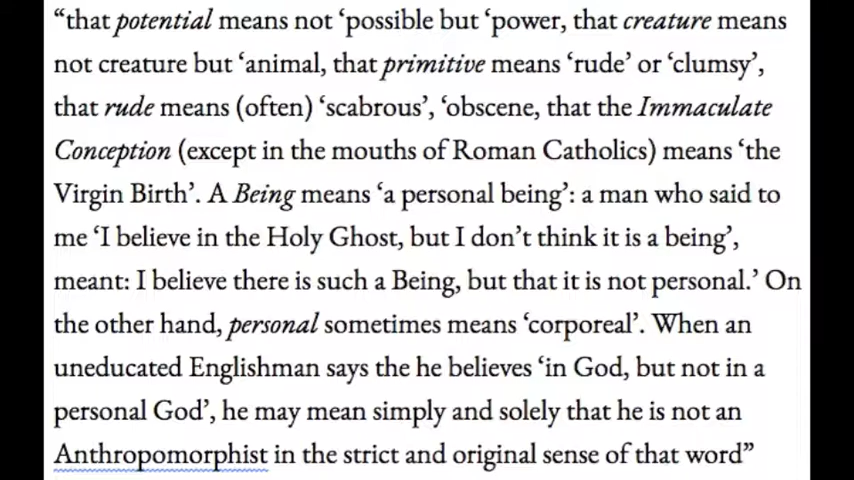 “that potential means not ‘possible but ‘power, that creature means
not creature but ‘animal, that primitive means ‘rude’ or ‘clumsy’,
that rude means (often) ‘scabrous’, ‘obscene, that the Immaculate
Conception (except in the mouths of Roman Catholics) means ‘the
Virgin Birth’. A Being means ‘a personal being’: a man who said to
me ‘I believe in the Holy Ghost, but I don’t think it is a being’,
meant: I believe there is such a Being, but that it is not personal.’ On
the other hand, personal sometimes means ‘corporeal’. When an
uneducated Englishman says the he believes ‘in God, but not in a
personal God’, he may mean simply and solely that he is not an
Anthropomorphist in the strict and original sense of that word”